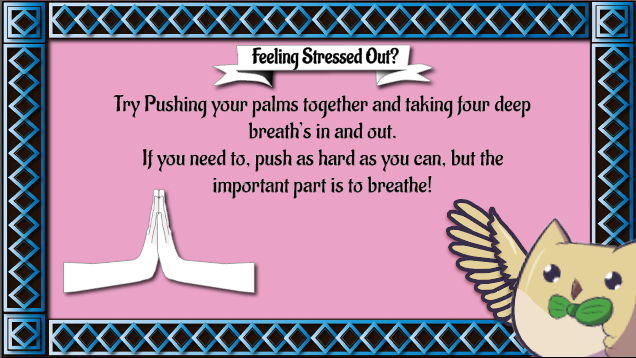 Feeling Stressed Out?
Try Pushing your palms together and taking four deep
breath's in and out.
If you need to, push as hard as you can, but the
important part is to breathe!